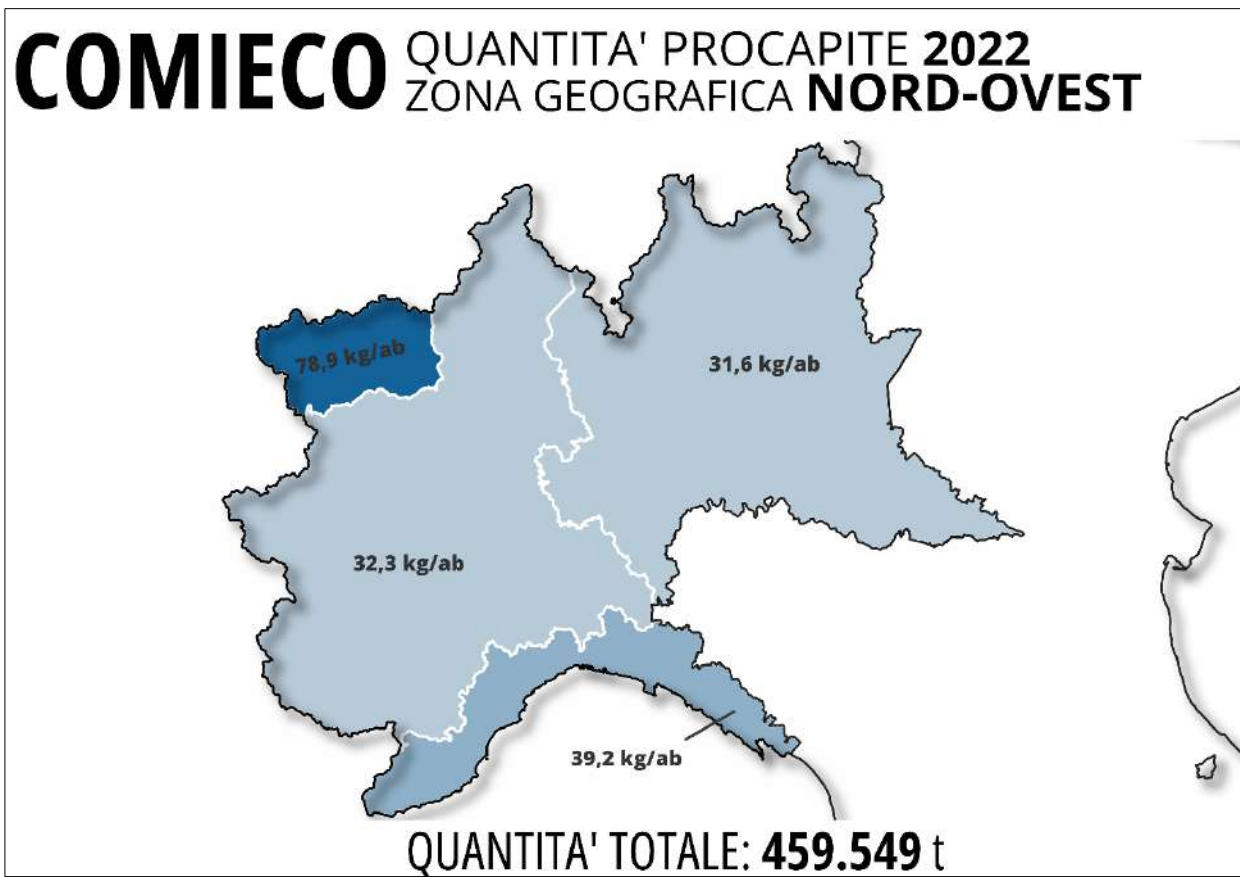 COMIECO
QUANTITA' PROCAPITE 2022
ZONA GEOGRAFICA NORD-OVEST
78,9 kg/ab
31,6 kg/ab
32,3 kg/ab
39,2 kg/ab
QUANTITA' TOTALE: 459.549 t